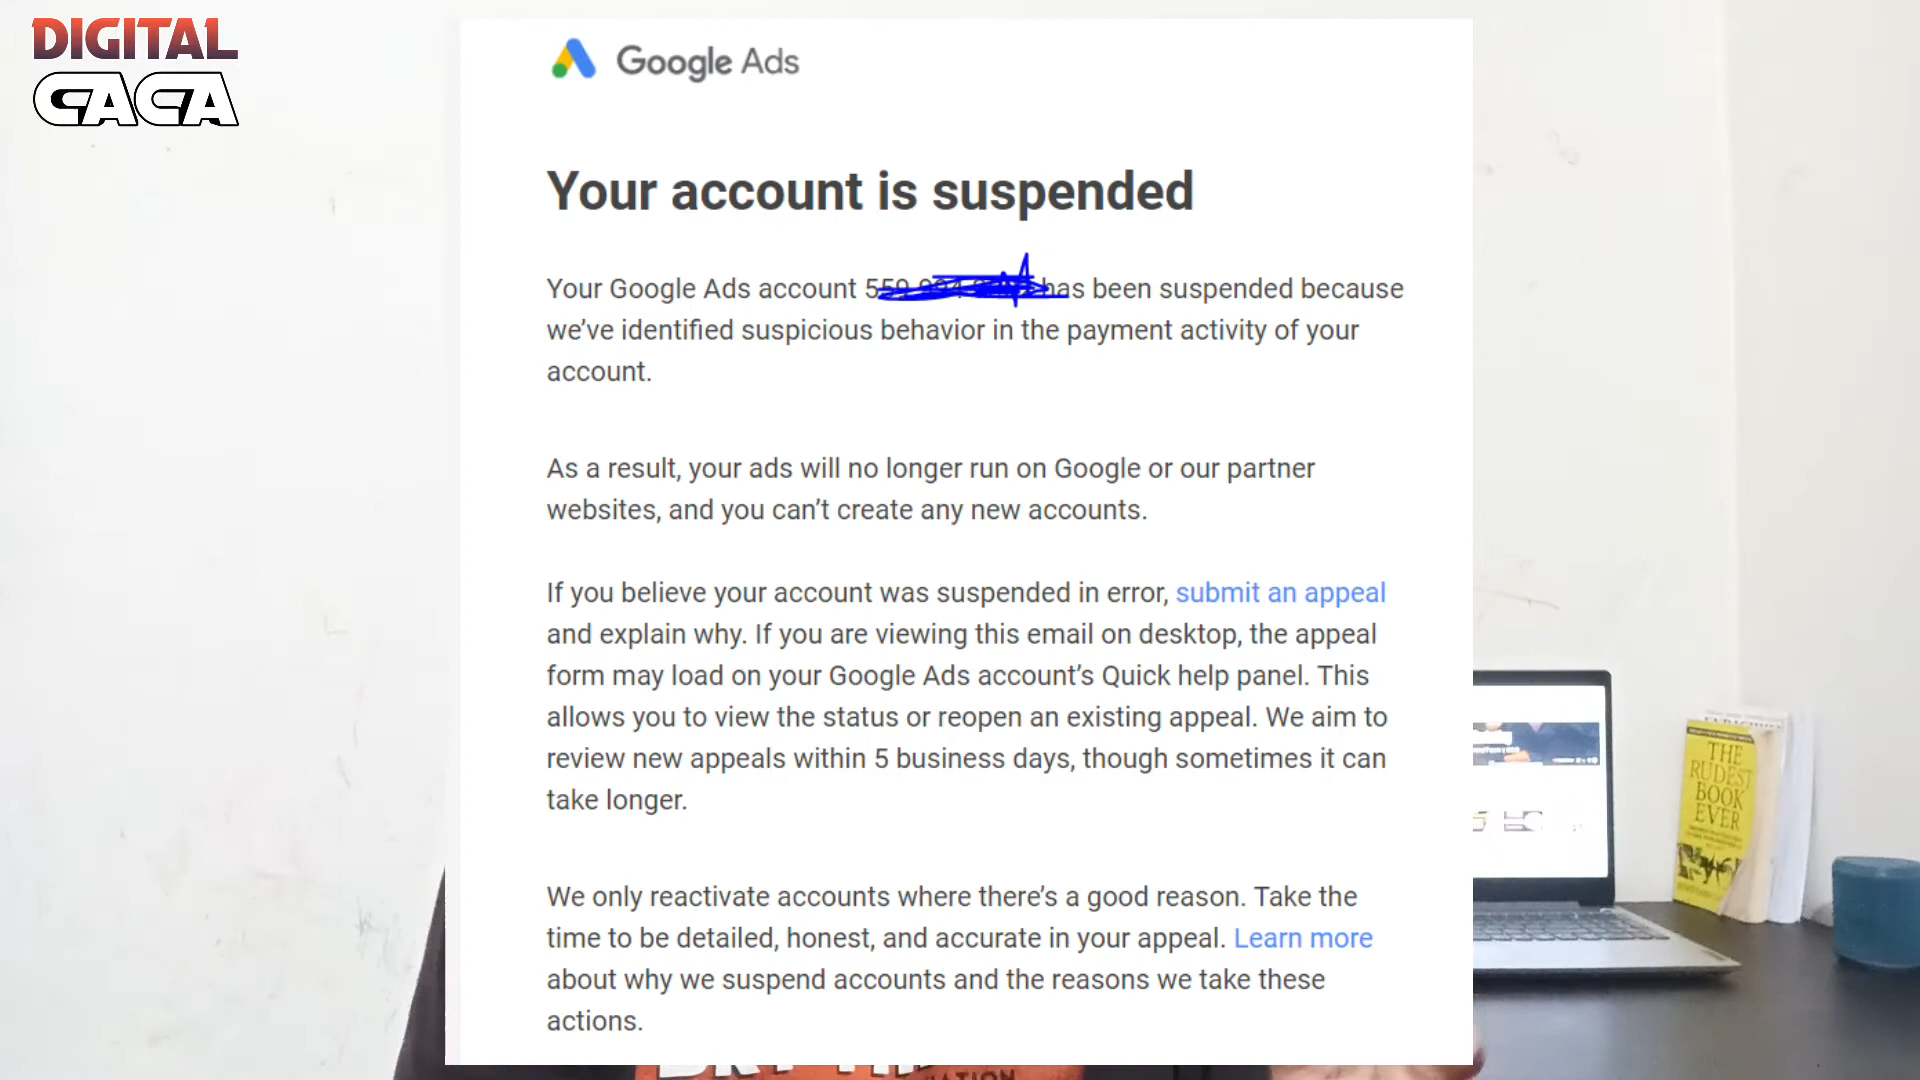 DIGITAL
CACA
Google Ads
Your account is suspended
Your Google Ads account has been suspended because
we’ve identified suspicious behavior in the payment activity of your
account.
As a result, your ads will no longer run on Google or our partner
websites, and you can’t create any new accounts.
If you believe your account was suspended in error, submit an appeal
and explain why. If you are viewing this email on desktop, the appeal
form may load on your Google Ads account’s Quick help panel. This
allows you to view the status or reopen an existing appeal. We aim to
review new appeals within 5 business days, though sometimes it can
take longer.
We only reactivate accounts where there’s a good reason. Take the
time to be detailed, honest, and accurate in your appeal. Learn more
about why we suspend accounts and the reasons we take these
actions.
THE
RUDEST
BOOK
EVER